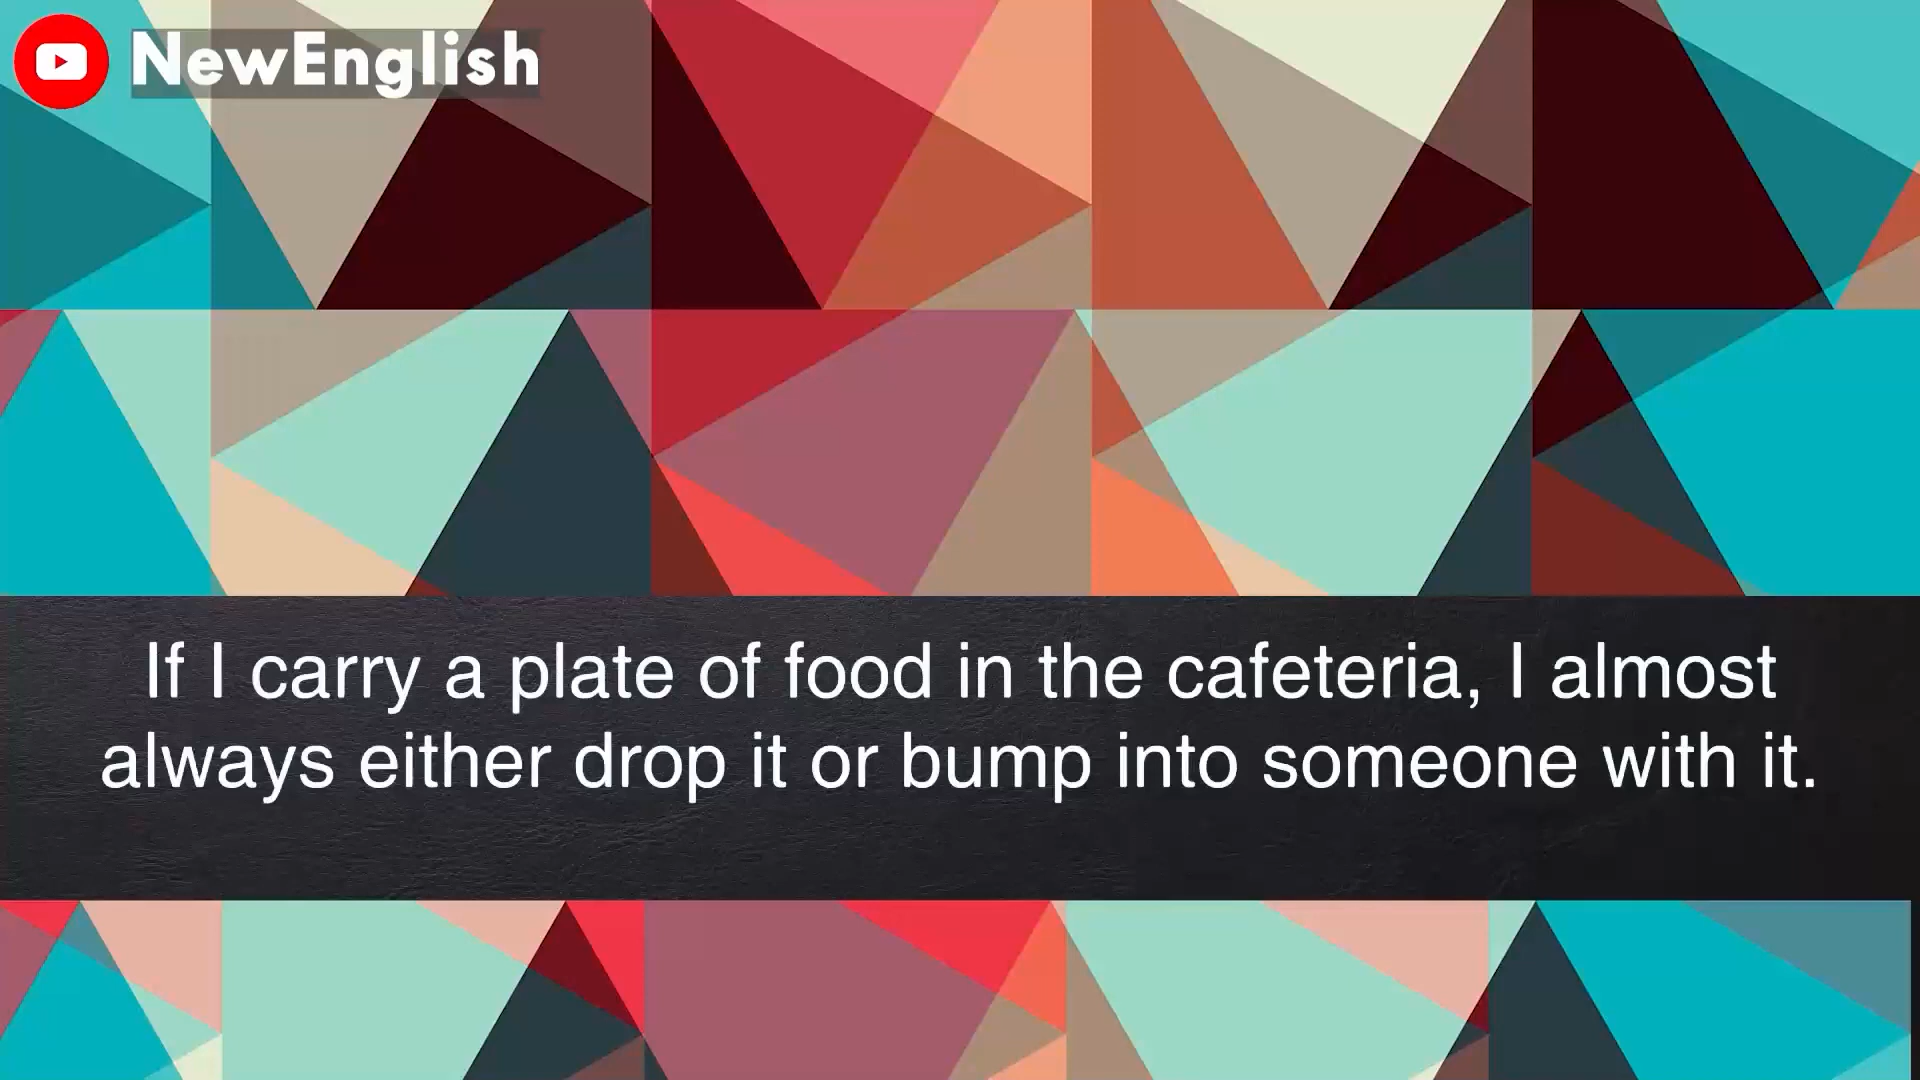 NewEnglish
If I carry a plate of food in the cafeteria, I almost
always either drop it or bump into someone with it.